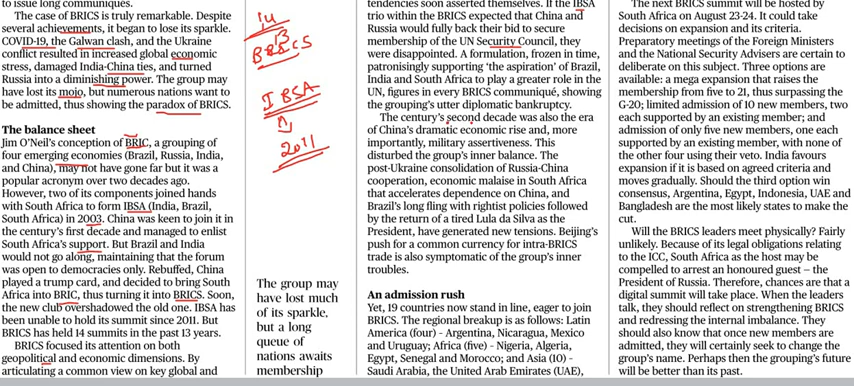 to issue long communiqués.
The case of BRICS is truly remarkable. Despite
several achievements, it began to lose its sparkle.
COVID-19, the Galwan clash, and the Ukraine
conflict resulted in increased global economic
stress, damaged India-China ties, and turned
Russia into a diminishing power. The group may
have lost its mojo, but numerous nations want to
be admitted, thus showing the paradox of BRICS.
The balance sheet
Jim O'Neil's conception of BRIC, a grouping of
four emerging economies (Brazil, Russia, India,
and China), may not have gone far but it was a
popular acronym over two decades ago.
However, two of its components joined hands
with South Africa to form IBSA (India, Brazil,
South Africa) in 2003. China was keen to join it in
the century's first decade and managed to enlist
South Africa's support. But Brazil and India
would not go along, maintaining that the forum
was open to democracies only. Rebuffed, China
played a trump card, and decided to bring South
Africa into BRIC, thus turning it into BRICS. Soon,
the new club overshadowed the old one. IBSA has
been unable to hold its summit since 2011. But
BRICS has held 14 summits in the past 13 years.
BRICS focused its attention on both
geopolitical and economic dimensions. By
articulating a common view on key global and
BRICS
IBSA
2011
The group may
have lost much
of its sparkle,
but a long
queue of
nations awaits
membership
tendencies soon asserted themselves. If the IBSA
trio within the BRICS expected that China and
Russia would fully back their bid to secure
membership of the UN Security Council, they
were disappointed. A formulation, frozen in time,
patronisingly supporting 'the aspiration' of Brazil,
India and South Africa to play a greater role in the
UN, figures in every BRICS communiqué, showing
the grouping's utter diplomatic bankruptcy.
The century's second decade was also the era
of China's dramatic economic rise and, more
importantly, military assertiveness. This
disturbed the group's inner balance. The
post-Ukraine consolidation of Russia-China
cooperation, economic malaise in South Africa
that accelerates dependence on China, and
Brazil's long fling with rightist policies followed
by the return of a tired Lula da Silva as the
President, have generated new tensions. Beijing's
push for a common currency for intra-BRICS
trade is also symptomatic of the group's inner
troubles.
An admission rush
Yet, 19 countries now stand in line, eager to join
BRICS. The regional breakup is as follows: Latin
America (four) - Argentina, Nicaragua, Mexico
and Uruguay; Africa (five) - Nigeria, Algeria,
Egypt, Senegal and Morocco; and Asia (10) -
Saudi Arabia, the United Arab Emirates (UAE),
The next BRICS summit will be hosted by
South Africa on August 23-24. It could take
decisions on expansion and its criteria.
Preparatory meetings of the Foreign Ministers
and the National Security Advisers are certain to
deliberate on this subject. Three options are
available: a mega expansion that raises the
membership from five to 21, thus surpassing the
G-20; limited admission of 10 new members, two
each supported by an existing member; and
admission of only five new members, one each
supported by an existing member, with none of
the other four using their veto. India favours
expansion if it is based on agreed criteria and
moves gradually. Should the third option win
consensus, Argentina, Egypt, Indonesia, UAE and
Bangladesh are the most likely states to make the
cut.
Will the BRICS leaders meet physically? Fairly
unlikely. Because of its legal obligations relating
to the ICC, South Africa as the host may be
compelled to arrest an honoured guest — the
President of Russia. Therefore, chances are that a
digital summit will take place. When the leaders
talk, they should reflect on strengthening BRICS
and redressing the internal imbalance. They
should also know that once new members are
admitted, they will certainly seek to change the
group's name. Perhaps then the grouping's future
will be better than its past.